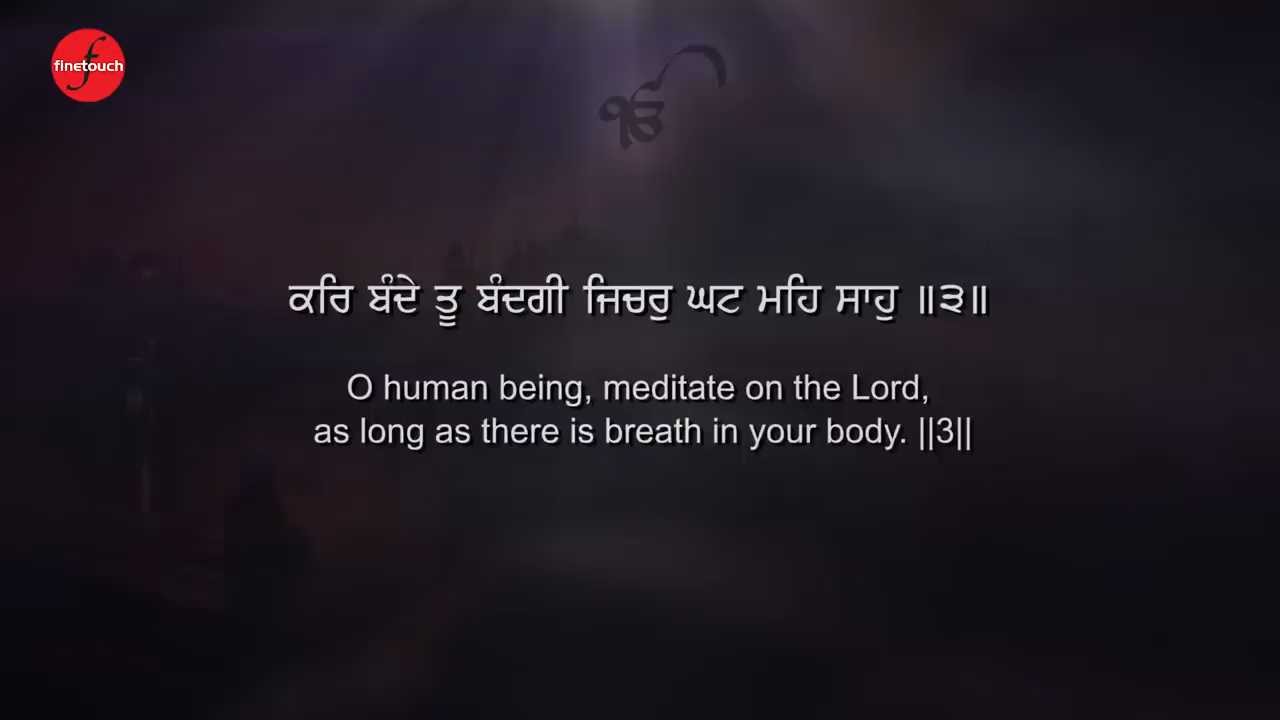 finetouch
ੴ
ਕਰਿ ਬੰਦੇ ਤੂ ਬੰਦਗੀ ਜਿਚਰੁ ਘਟ ਮਹਿ ਸਾਹੁ ॥੩॥
O human being, meditate on the Lord,
as long as there is breath in your body. ||3||